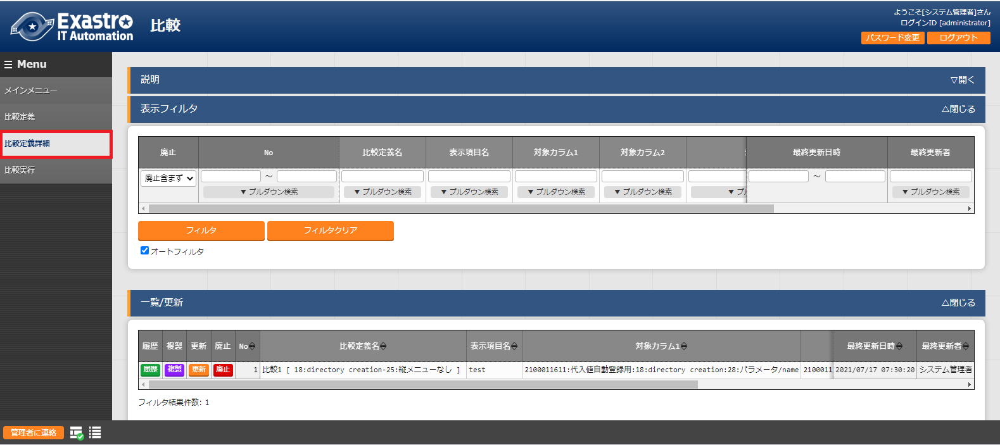 Exastro
IT Automation
比較
ようこそ[システム管理者]さん
ログインID [administrator]
パスワード変更 ログアウト
Menu
メインメニュー
比較定義
比較定義詳細
比較実行
説明 ▽開く
表示フィルタ △閉じる
廃止 No 比較定義名 表示項目名 対象カラム1 対象カラム2 最終更新日時 最終更新者
廃止含まず ～ ～
▼ プルダウン検索 ▼ プルダウン検索 ▼ プルダウン検索 ▼ プルダウン検索 ▼ プルダウン検索 ▼ プ ▼ プルダウン検索
フィルタ フィルタクリア
オートフィルタ
一覧/更新 △閉じる
履歴 複製 更新 廃止 No 比較定義名 表示項目名 対象カラム1 最終更新日時 最終更新者
履歴 複製 更新 廃止 1 比較1 [ 18:directory creation-25:縦メニューなし ] test 2100011611:代入値自動登録用:18:directory creation:28:パラメータ/name 2100011 2021/07/17 07:30:20 システム管理者
フィルタ結果件数: 1
管理者に連絡